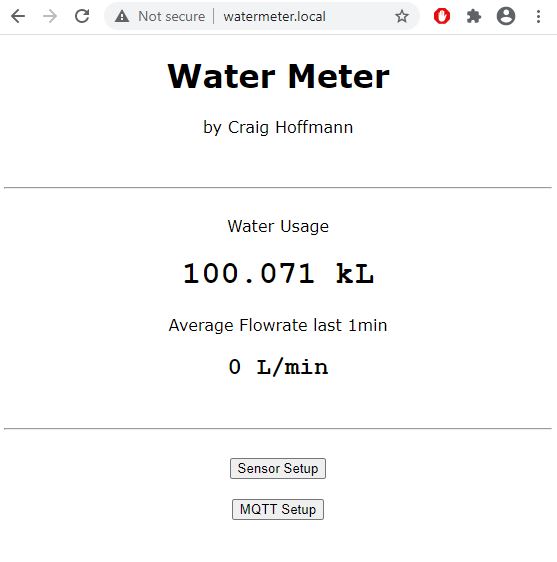 Not secure | watermeter.local
Water Meter
by Craig Hoffmann
Water Usage
100.071 kL
Average Flowrate last 1min
0 L/min
Sensor Setup
MQTT Setup